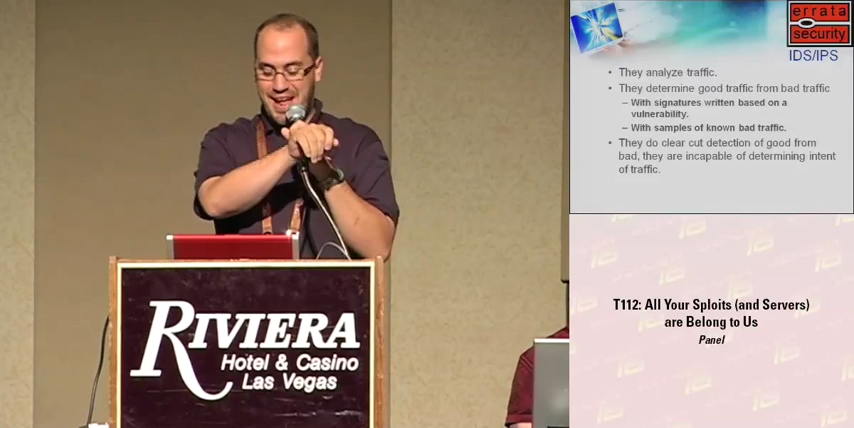 RIVIERA
Hotel & Casino
Las Vegas
errata
security
IDS/IPS
• They analyze traffic.
• They determine good traffic from bad traffic
– With signatures written based on a
vulnerability.
– With samples of known bad traffic.
• They do clear cut detection of good from
bad, they are incapable of determining intent
of traffic.
T112: All Your Sploits (and Servers)
are Belong to Us
Panel